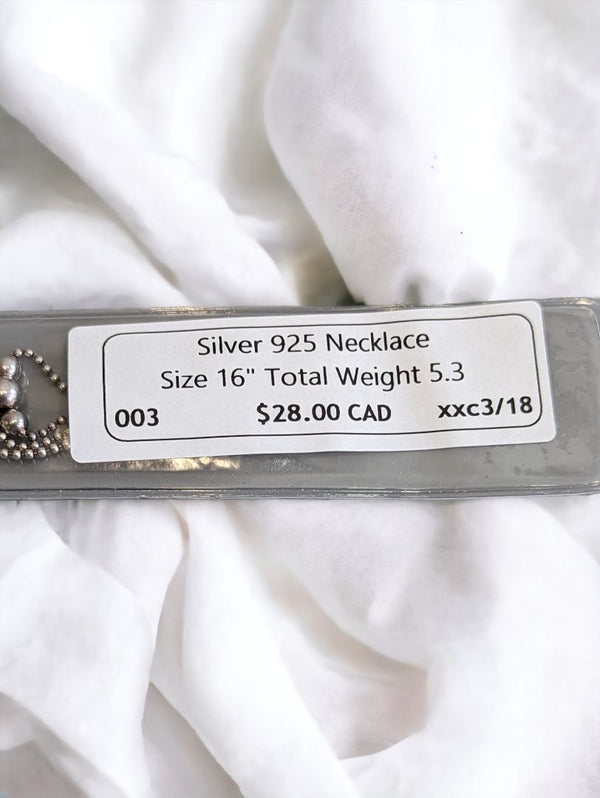 Silver 925 Necklace
Size 16" Total Weight 5.3
003 $28.00 CAD xxc3/18